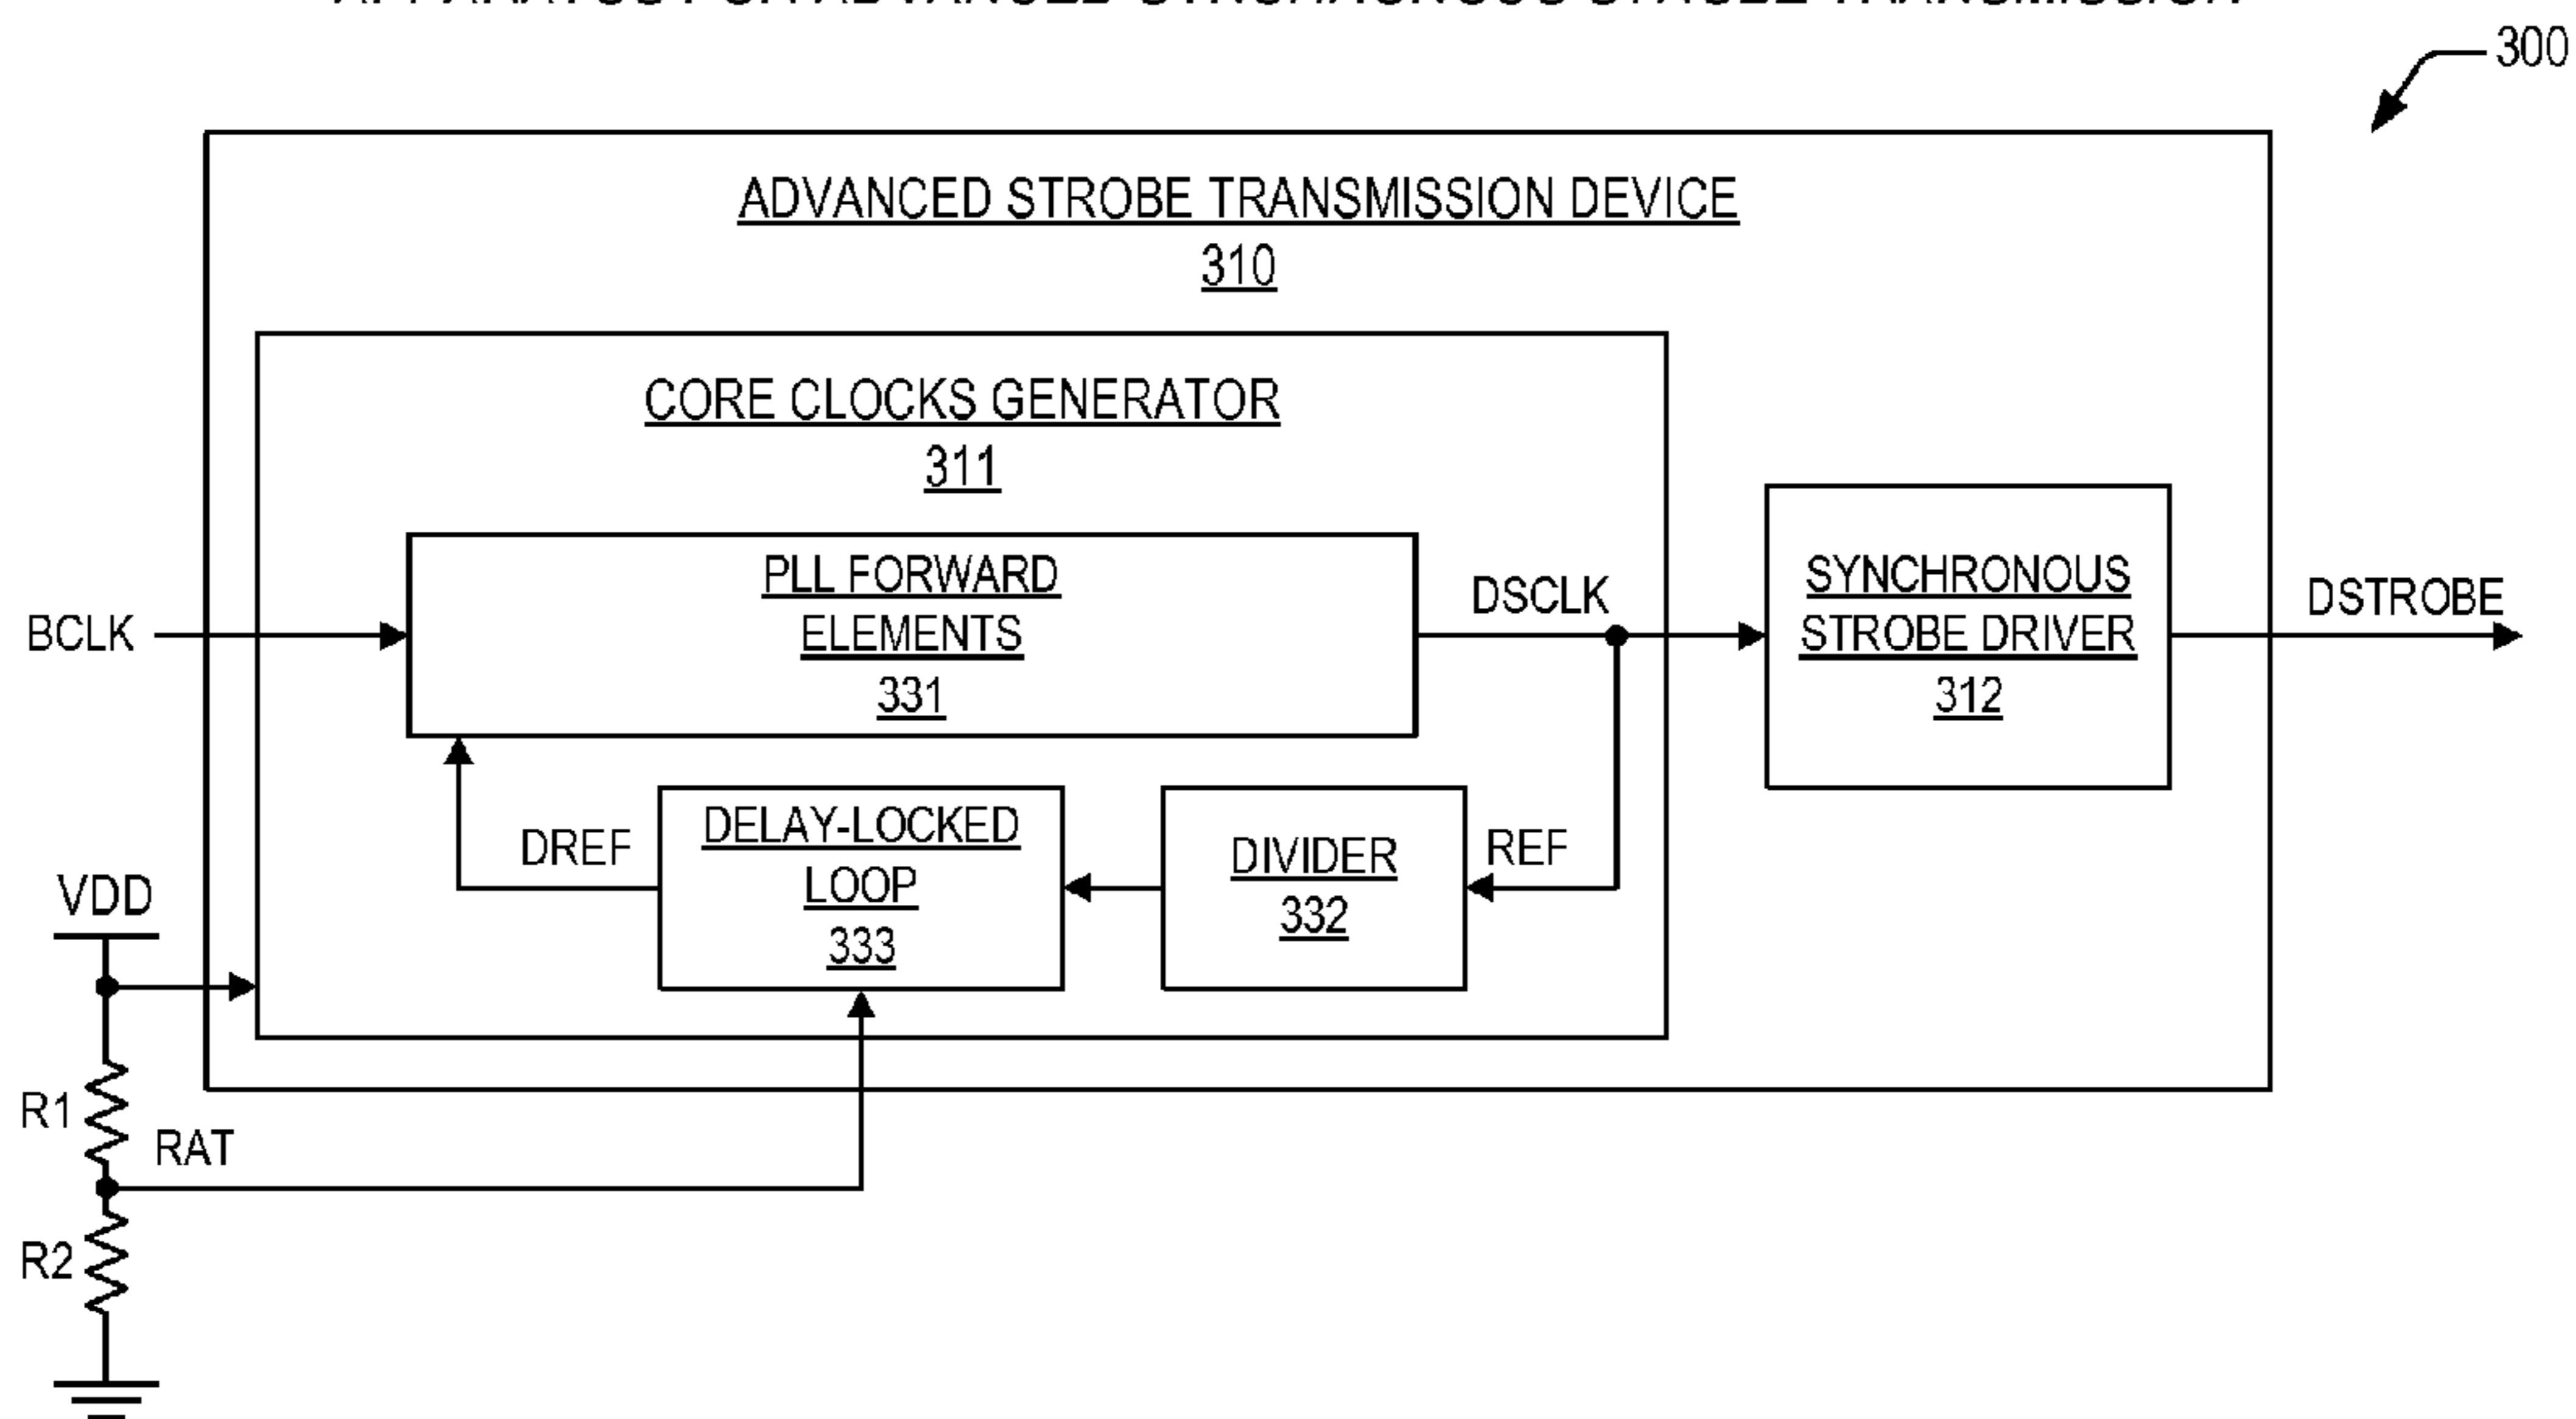 300
ADVANCED STROBE TRANSMISSION DEVICE
310
CORE CLOCKS GENERATOR
311
PLL FORWARD
ELEMENTS
331
BCLK
DSCLK
SYNCHRONOUS
STROBE DRIVER
312
DSTROBE
DELAY-LOCKED
LOOP
333
DREF
DIVIDER
332
REF
VDD
R1
RAT
R2